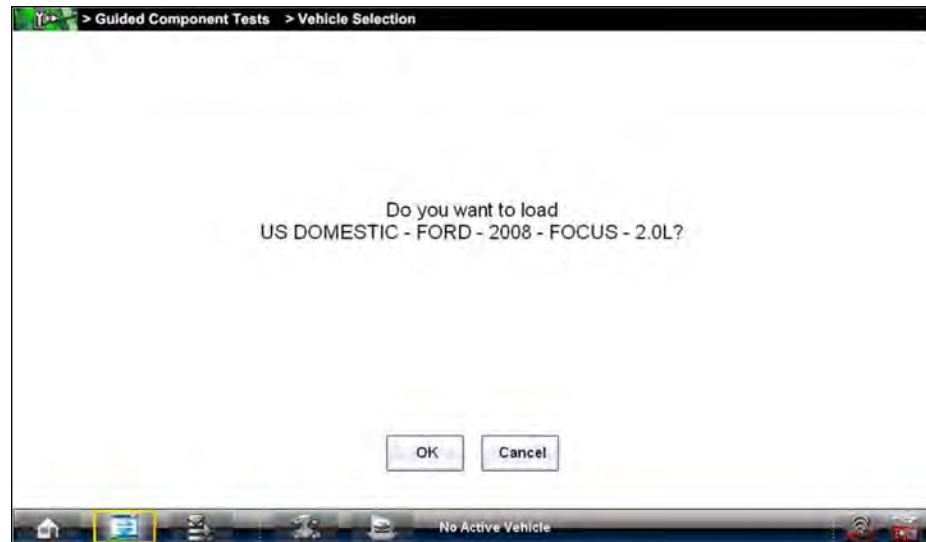 > Guided Component Tests > Vehicle Selection
Do you want to load
US DOMESTIC - FORD - 2008 - FOCUS - 2.0L?
OK Cancel
No Active Vehicle